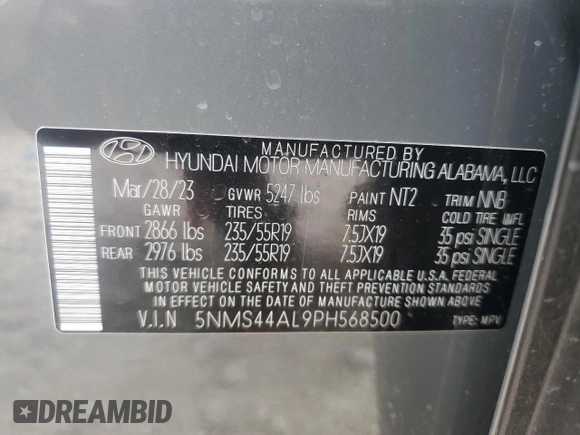 MANUFACTURED BY
HYUNDAI MOTOR MANUFACTURING ALABAMA, LLC
Mar/28/23 GVWR 5247 lbs PAINT NT2 TRIM NNB
GAWR TIRES RIMS COLD TIRE INFL
FRONT 2866 lbs 235/55R19 7.5JX19 35 psi SINGLE
REAR 2976 lbs 235/55R19 7.5JX19 35 psi SINGLE
THIS VEHICLE CONFORMS TO ALL APPLICABLE U.S.A. FEDERAL
MOTOR VEHICLE SAFETY AND THEFT PREVENTION STANDARDS
IN EFFECT ON THE DATE OF MANUFACTURE SHOWN ABOVE.
V.I.N 5NMS44AL9PH568500 TYPE: MPV
DREAMBID